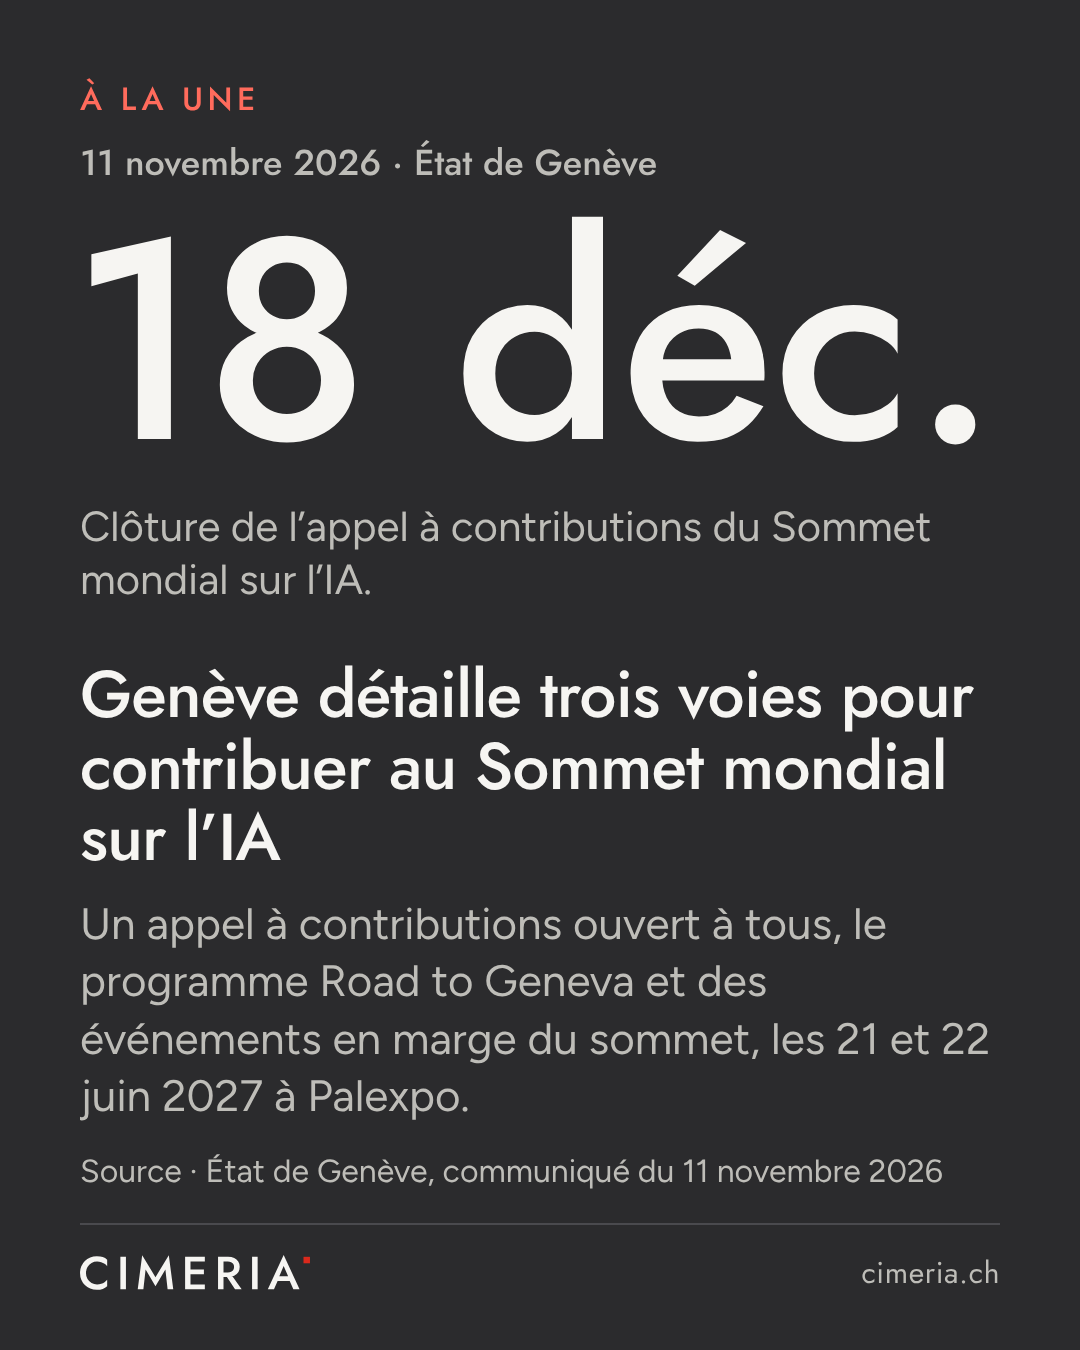 À LA UNE
11 novembre 2026 · État de Genève
18 déc.
Clôture de l’appel à contributions du Sommet
mondial sur l’IA.
Genève détaille trois voies pour
contribuer au Sommet mondial
sur l’IA
Un appel à contributions ouvert à tous, le
programme Road to Geneva et des
événements en marge du sommet, les 21 et 22
juin 2027 à Palexpo.
Source · État de Genève, communiqué du 11 novembre 2026
CIMERIA
cimeria.ch